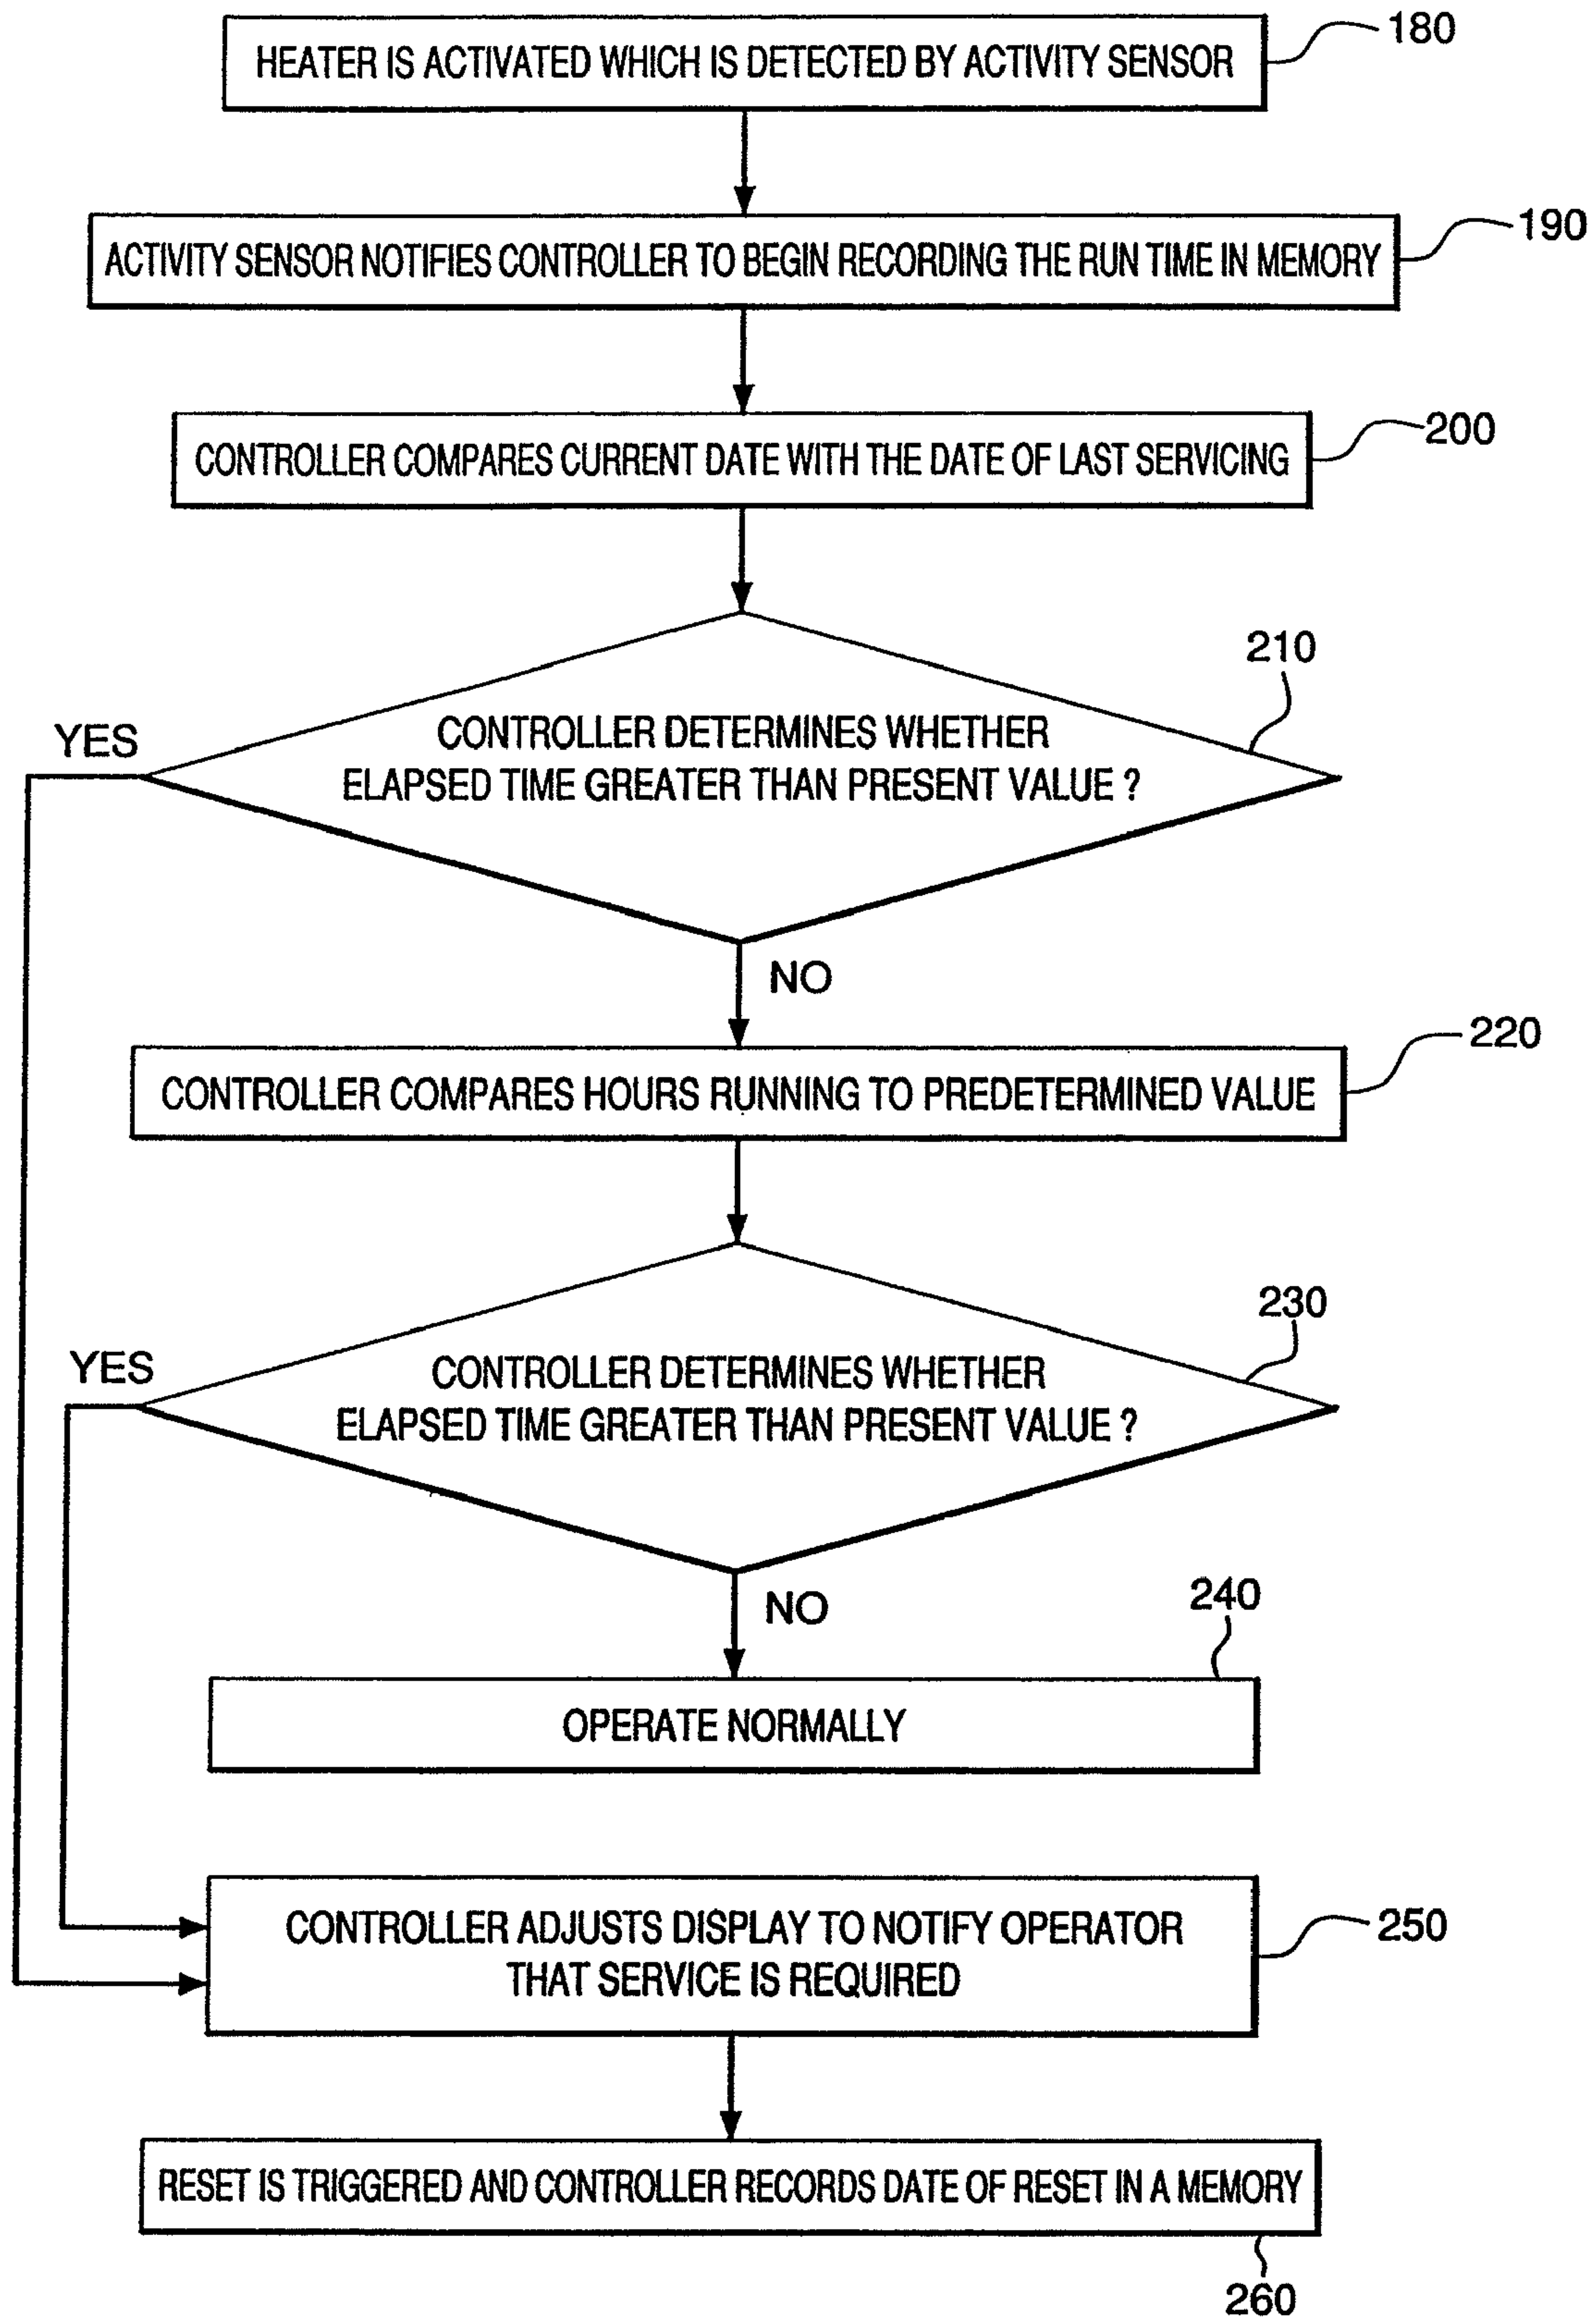 180
HEATER IS ACTIVATED WHICH IS DETECTED BY ACTIVITY SENSOR
190
ACTIVITY SENSOR NOTIFIES CONTROLLER TO BEGIN RECORDING THE RUN TIME IN MEMORY
200
CONTROLLER COMPARES CURRENT DATE WITH THE DATE OF LAST SERVICING
210
YES
CONTROLLER DETERMINES WHETHER
ELAPSED TIME GREATER THAN PRESENT VALUE ?
NO
220
CONTROLLER COMPARES HOURS RUNNING TO PREDETERMINED VALUE
230
YES
CONTROLLER DETERMINES WHETHER
ELAPSED TIME GREATER THAN PRESENT VALUE ?
NO
240
OPERATE NORMALLY
CONTROLLER ADJUSTS DISPLAY TO NOTIFY OPERATOR
THAT SERVICE IS REQUIRED
250
RESET IS TRIGGERED AND CONTROLLER RECORDS DATE OF RESET IN A MEMORY
260